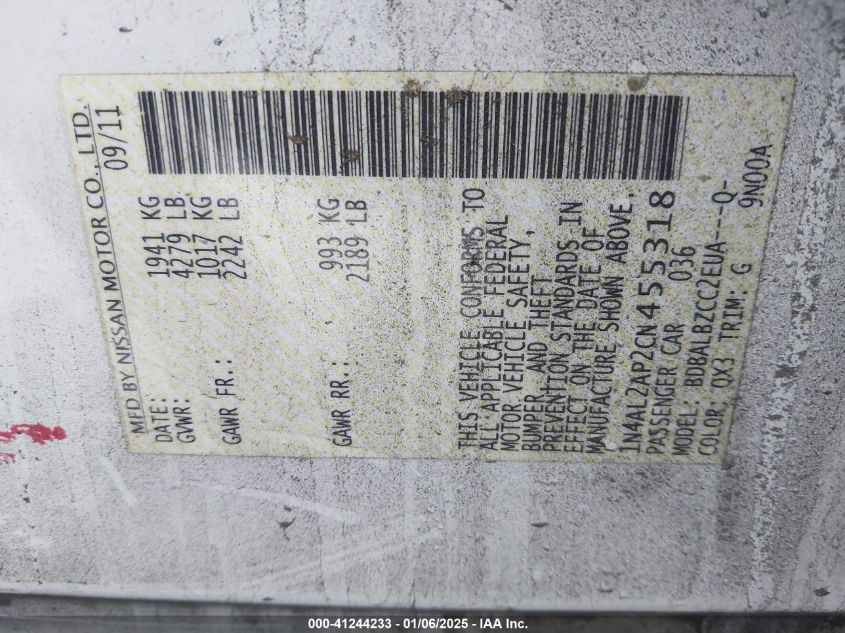 MFD BY NISSAN MOTOR CO., LTD.
DATE: 09/11
GVWR: 1941 KG
4279 LB
GAWR FR.: 1017 KG
2242 LB
GAWR RR.: 993 KG
2189 LB
THIS VEHICLE CONFORMS TO
ALL APPLICABLE FEDERAL
MOTOR VEHICLE SAFETY,
BUMPER, AND THEFT
PREVENTION STANDARDS IN
EFFECT ON THE DATE OF
MANUFACTURE SHOWN ABOVE.
1N4AL2AP2CN455318
PASSENGER CAR 036
MODEL: BDBALBZCC2EUA----Q-
COLOR: QX3 TRIM: G 9N00A
000-41244233 - 01/06/2025 - IAA Inc.